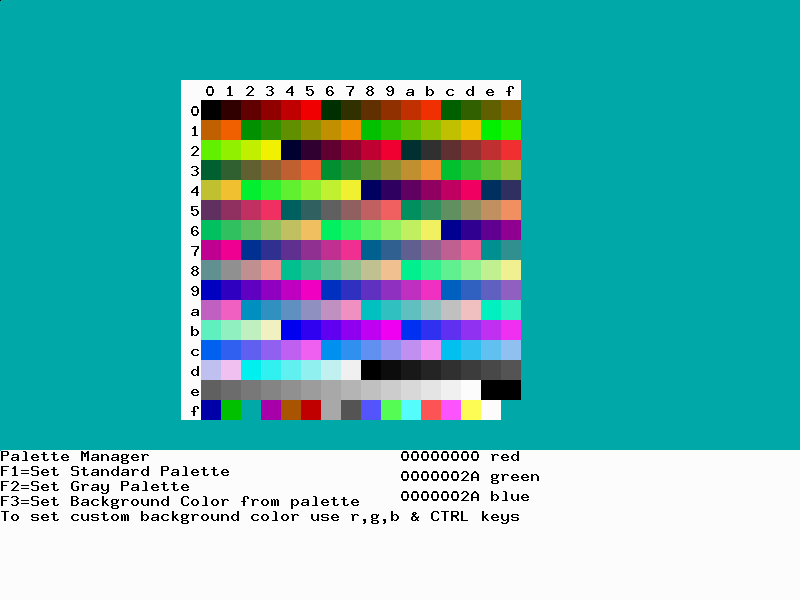 0 1 2 3 4 5 6 7 8 9 a b c d e f
0
1
2
3
4
5
6
7
8
9
a
b
c
d
e
f
Palette Manager
F1=Set Standard Palette
F2=Set Gray Palette
F3=Set Background Color from palette
To set custom background color use r,g,b & CTRL keys
00000000 red
0000002A green
0000002A blue